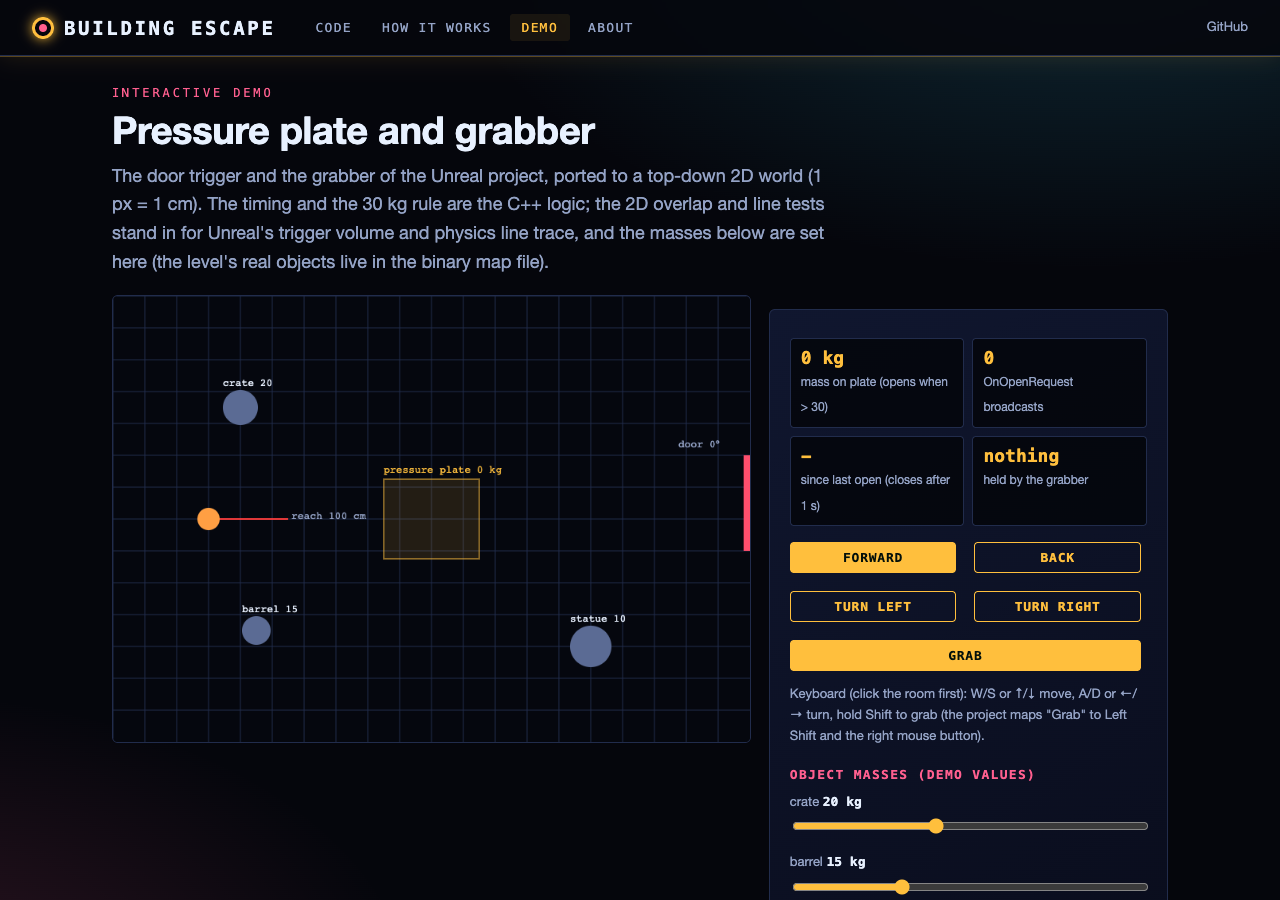 BUILDING ESCAPE
CODE
HOW IT WORKS
DEMO
ABOUT
GitHub
INTERACTIVE DEMO
Pressure plate and grabber
The door trigger and the grabber of the Unreal project, ported to a top-down 2D world (1
px = 1 cm). The timing and the 30 kg rule are the C++ logic; the 2D overlap and line tests
stand in for Unreal's trigger volume and physics line trace, and the masses below are set
here (the level's real objects live in the binary map file).
crate 20
door 0°
pressure plate 0 kg
reach 100 cm
barrel 15
statue 10
0 kg
mass on plate (opens when
> 30)
0
OnOpenRequest
broadcasts
–
since last open (closes after
1 s)
nothing
held by the grabber
FORWARD
BACK
TURN LEFT
TURN RIGHT
GRAB
Keyboard (click the room first): W/S or ↑/↓ move, A/D or ←/
→ turn, hold Shift to grab (the project maps "Grab" to Left
Shift and the right mouse button).
OBJECT MASSES (DEMO VALUES)
crate 20 kg
barrel 15 kg